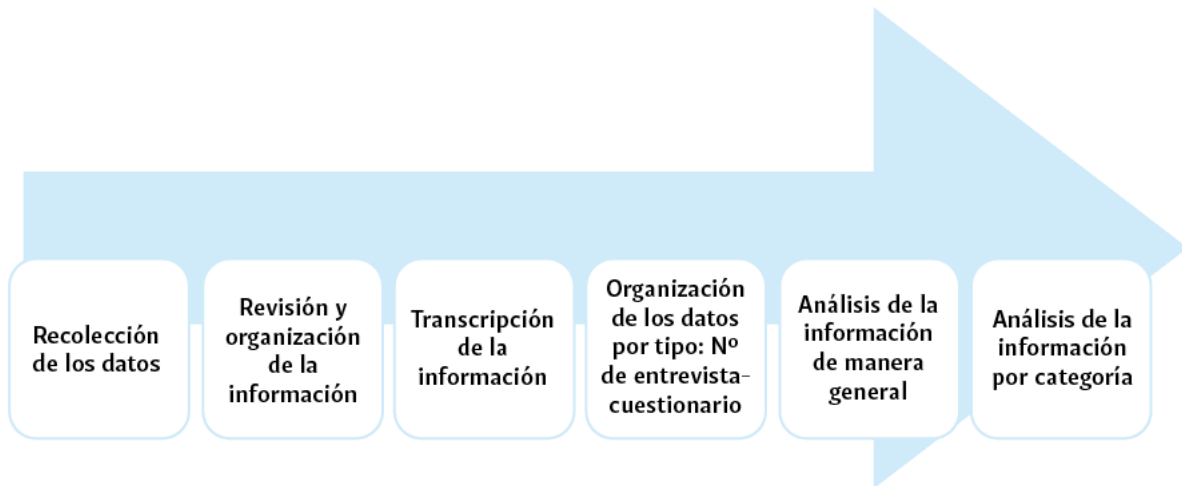 Recolección
de los datos
Revisión y
organización
de la
información
Transcripción
de la
información
Organización
de los datos
por tipo: Nº
de entrevista-
cuestionario
Análisis de la
información
de manera
general
Análisis de la
información
por categoría